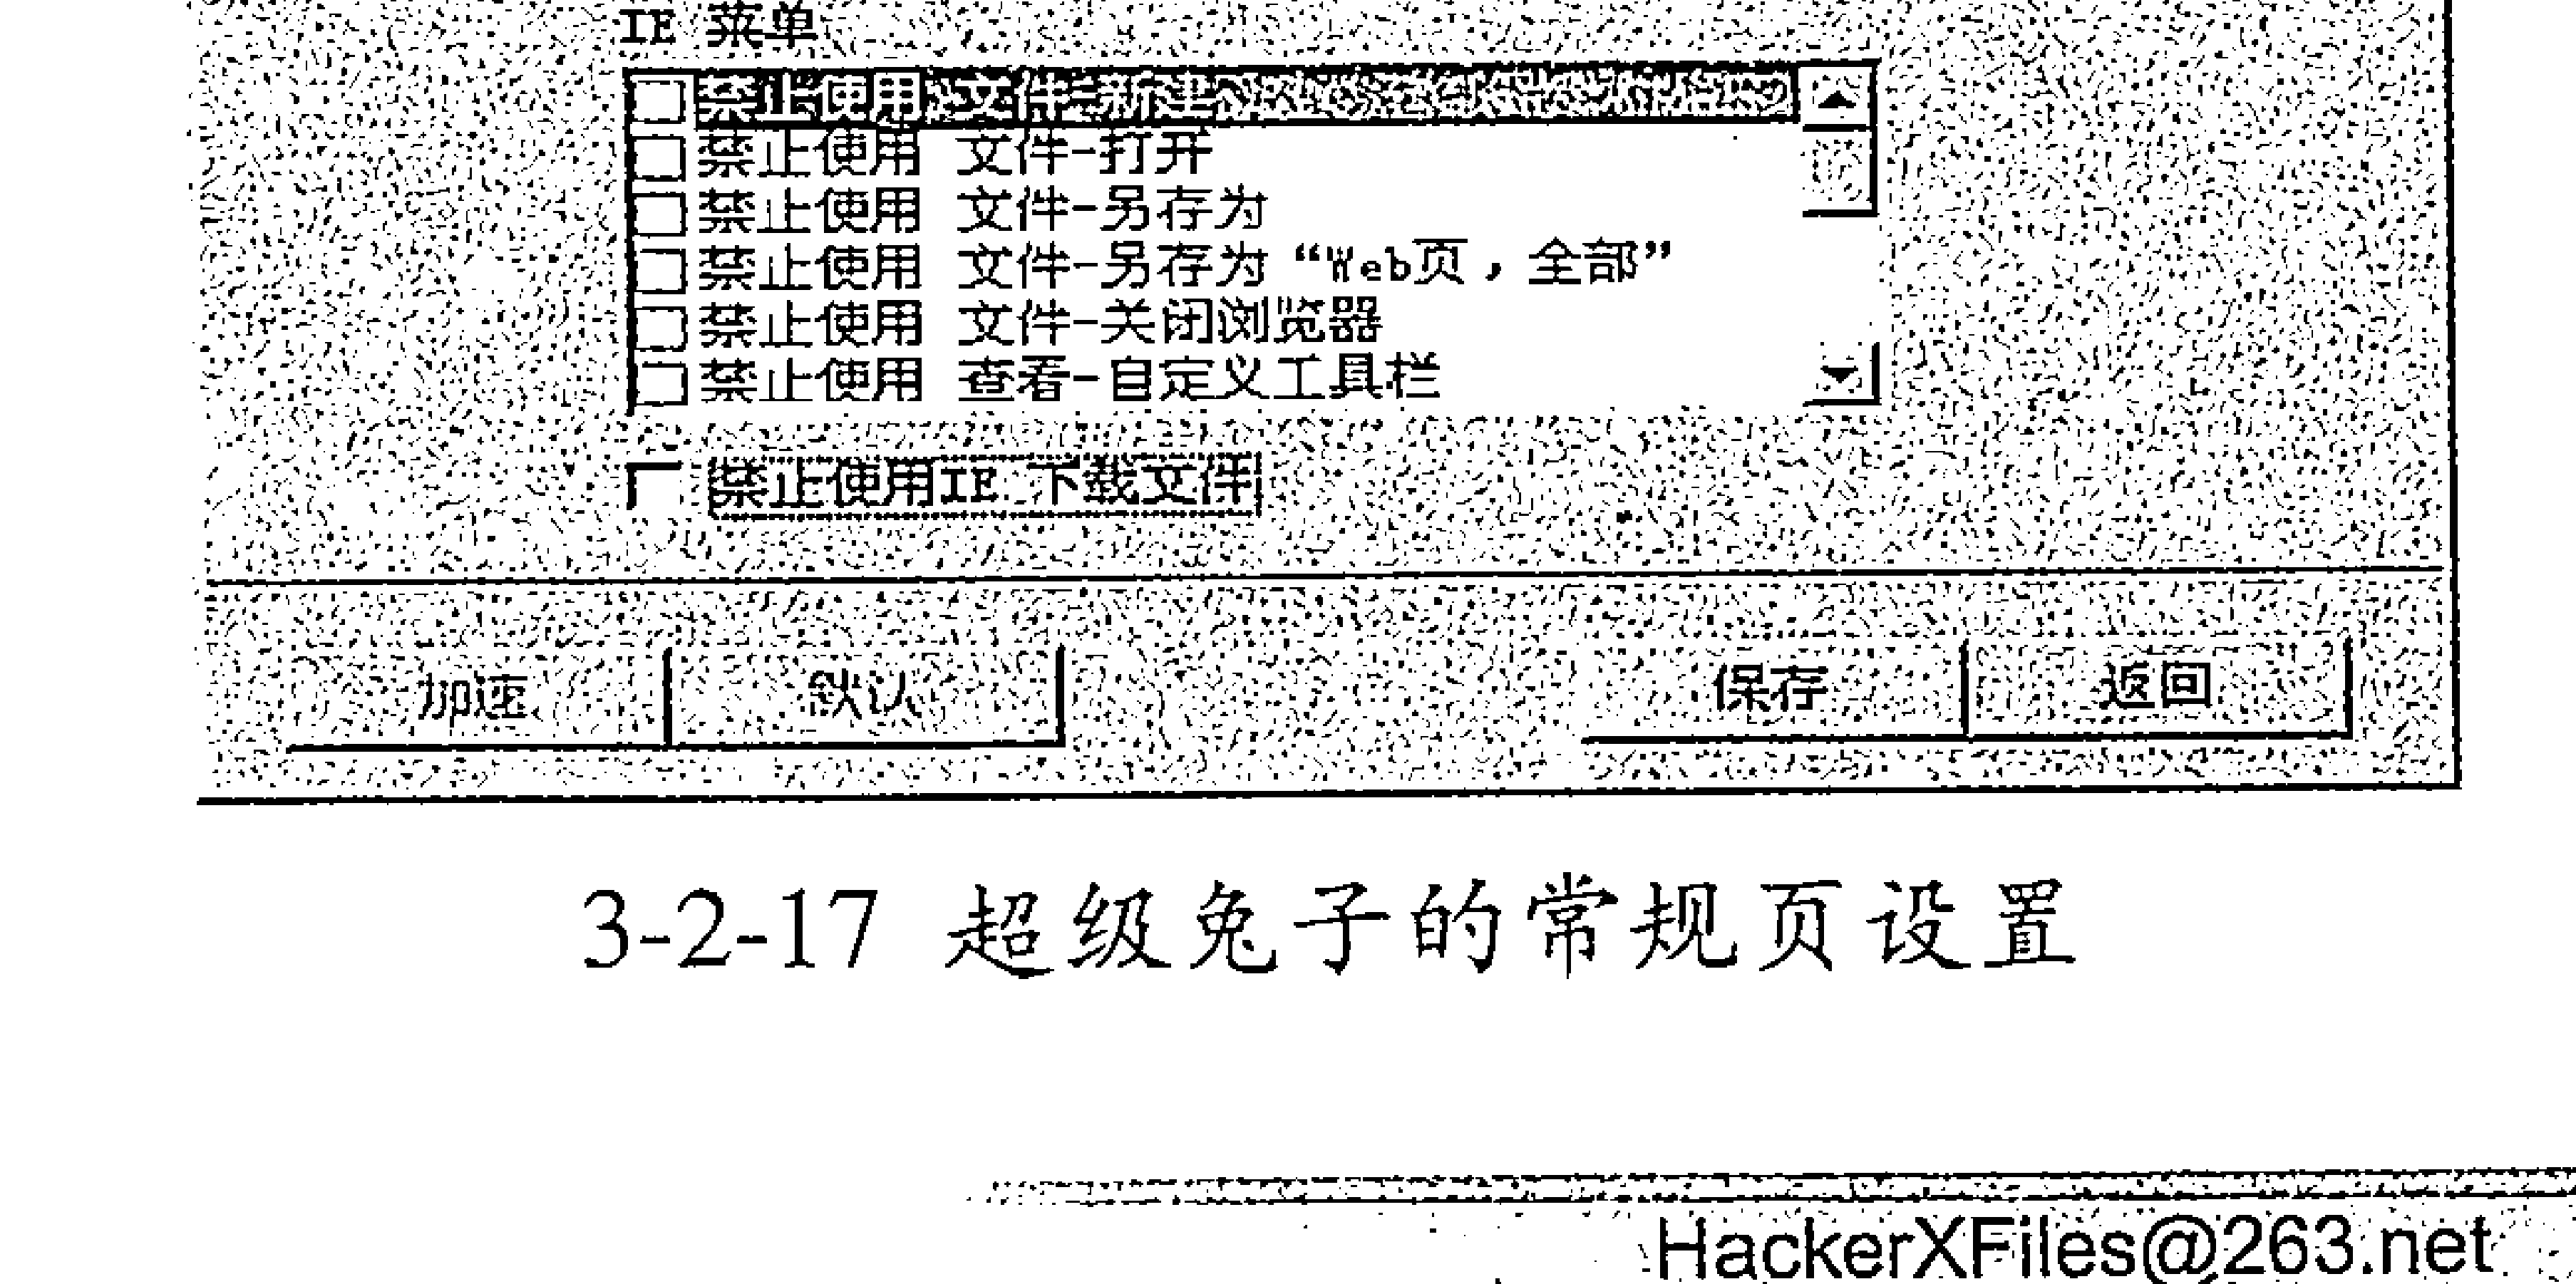 IE 菜单
禁止使用 文件-新建
禁止使用 文件-打开
禁止使用 文件-另存为
禁止使用 文件-另存为“Web页，全部”
禁止使用 文件-关闭浏览器
禁止使用 查看-自定义工具栏
禁止使用IE 下载文件
加速 默认 保存 返回
3-2-17 超级兔子的常规页设置
HackerXFiles@263.net